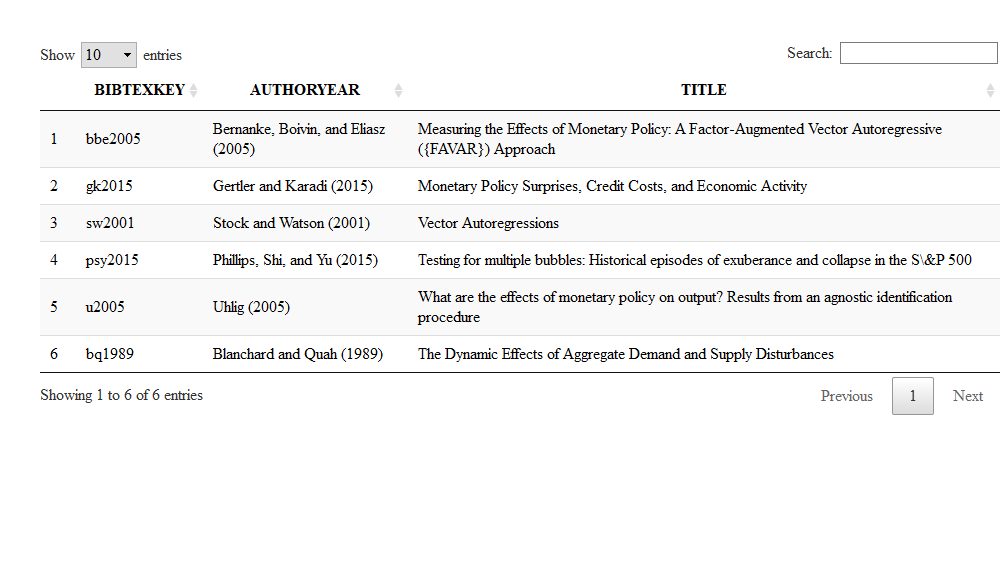 Show 10 entries Search:
BIBTEXKEY AUTHORYEAR TITLE
1 bbe2005 Bernanke, Boivin, and Eliasz (2005) Measuring the Effects of Monetary Policy: A Factor-Augmented Vector Autoregressive ({FAVAR}) Approach
2 gk2015 Gertler and Karadi (2015) Monetary Policy Surprises, Credit Costs, and Economic Activity
3 sw2001 Stock and Watson (2001) Vector Autoregressions
4 psy2015 Phillips, Shi, and Yu (2015) Testing for multiple bubbles: Historical episodes of exuberance and collapse in the S\&P 500
5 u2005 Uhlig (2005) What are the effects of monetary policy on output? Results from an agnostic identification procedure
6 bq1989 Blanchard and Quah (1989) The Dynamic Effects of Aggregate Demand and Supply Disturbances
Showing 1 to 6 of 6 entries Previous 1 Next